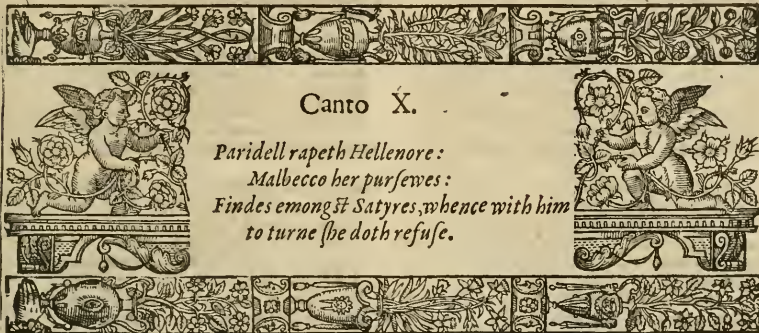 Canto X.
Paridell rapeth Hellenore:
Malbecco her purſewes:
Findes emongſt Satyres, whence with him
to turne ſhe doth refuſe.